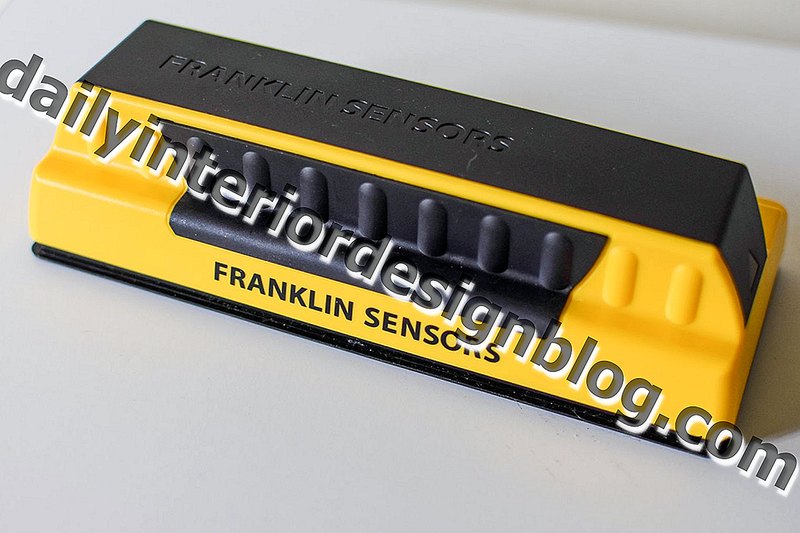 FRANKLIN SENSORS
dailyinteriordesignblog.com
FRANKLIN SENSORS